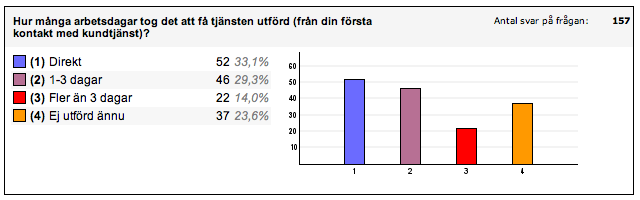 Hur många arbetsdagar tog det att få tjänsten utförd (från din första
kontakt med kundtjänst)?
Antal svar på frågan: 157
(1) Direkt 52 33,1%
(2) 1-3 dagar 46 29,3%
(3) Fler än 3 dagar 22 14,0%
(4) Ej utförd ännu 37 23,6%
60
50
40
30
20
10
1 2 3 4